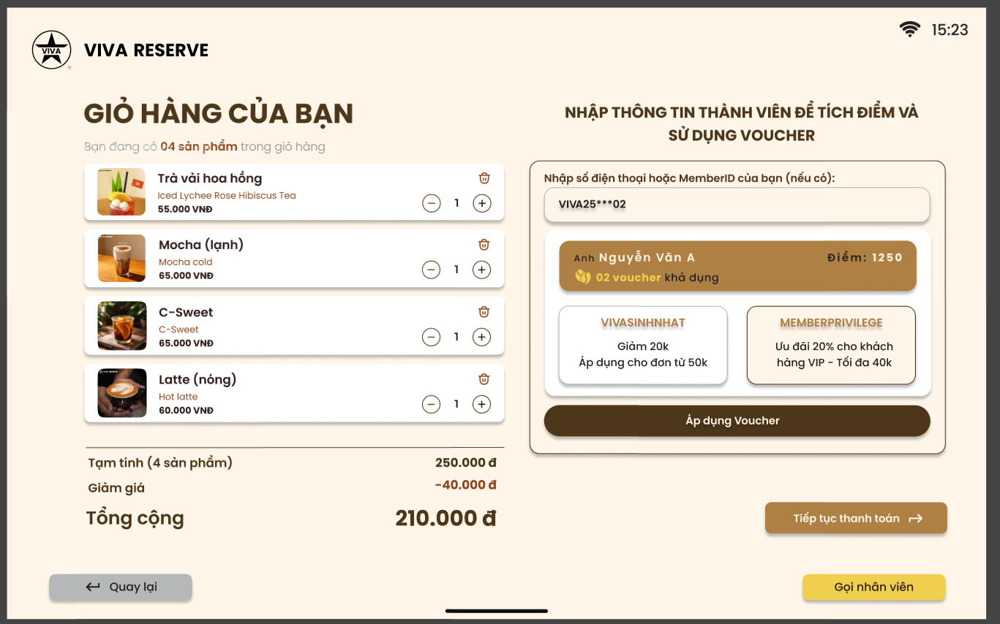 15:23
VIVA
VIVA RESERVE
GIỎ HÀNG CỦA BẠN
Bạn đang có 04 sản phẩm trong giỏ hàng
Trà vải hoa hồng
Iced Lychee Rose Hibiscus Tea
55.000 VNĐ
1
Mocha (lạnh)
Mocha cold
65.000 VNĐ
1
C-Sweet
C-Sweet
65.000 VNĐ
1
Latte (nóng)
Hot latte
60.000 VNĐ
1
Tạm tính (4 sản phẩm)
250.000 đ
Giảm giá
-40.000 đ
Tổng cộng
210.000 đ
Quay lại
NHẬP THÔNG TIN THÀNH VIÊN ĐỂ TÍCH ĐIỂM VÀ
SỬ DỤNG VOUCHER
Nhập số điện thoại hoặc MemberID của bạn (nếu có):
VIVA25***02
Anh Nguyễn Văn A
Điểm: 1250
02 voucher khả dụng
VIVASINHNHAT
Giảm 20k
Áp dụng cho đơn từ 50k
MEMBERPRIVILEGE
Ưu đãi 20% cho khách
hàng VIP - Tối đa 40k
Áp dụng Voucher
Tiếp tục thanh toán
Gọi nhân viên